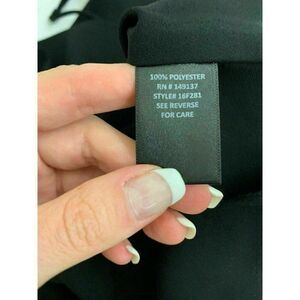 100% POLYESTER
RN # 149137
STYLE# 16F281
SEE REVERSE
FOR CARE